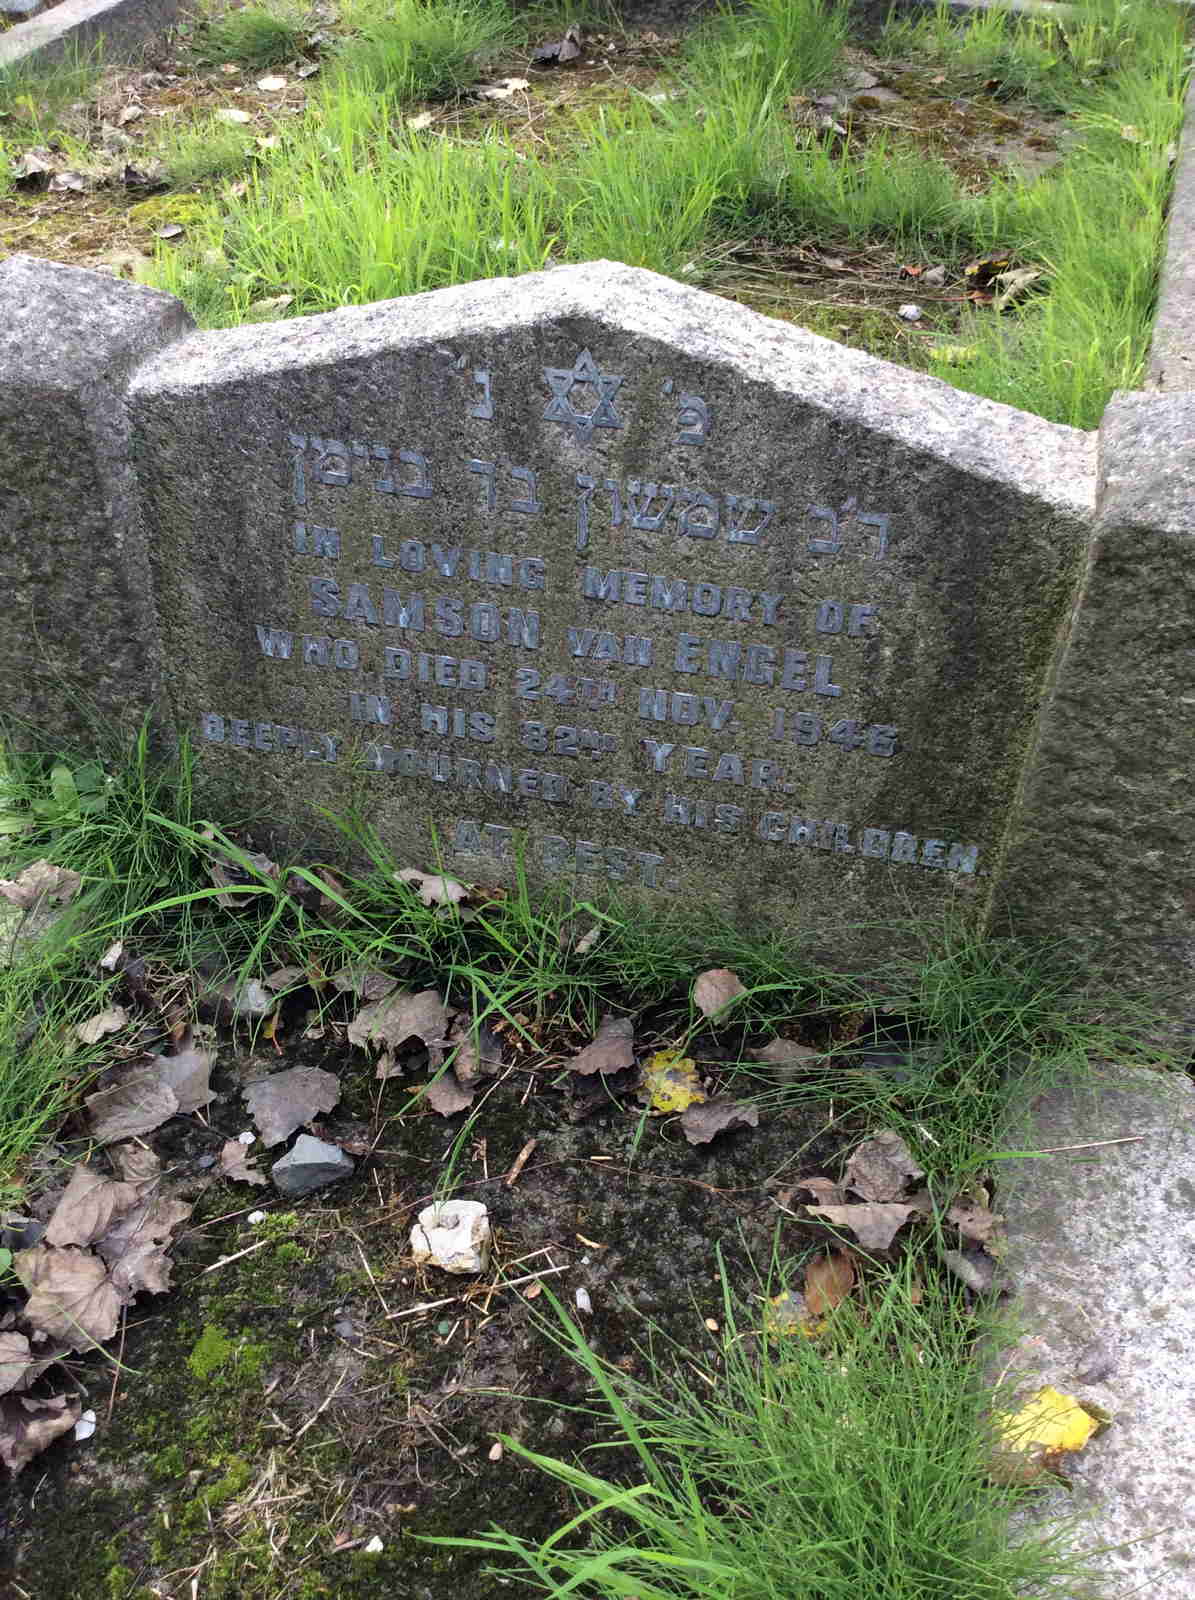 פ' נ'
ר'ב שמשון בר בנימן
IN LOVING MEMORY OF
SAMSON VAN ENGEL
WHO DIED 24TH NOV. 1946
IN HIS 82ND YEAR.
DEEPLY MOURNED BY HIS CHILDREN.
AT REST.